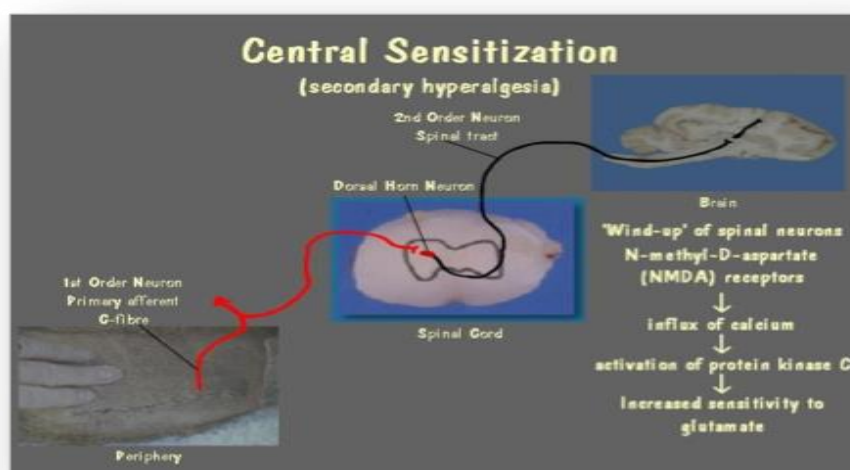 Central Sensitization
(secondary hyperalgesia)
2nd Order Neuron
Spinal tract
Dorsal Horn Neuron
Brain
1st Order Neuron
Primary afferent
C-fibre
Spinal Cord
Periphery
"Wind-up" of spinal neurons
N-methyl-D-aspartate
(NMDA) receptors
↓
influx of calcium
↓
activation of protein kinase C
↓
Increased sensitivity to
glutamate